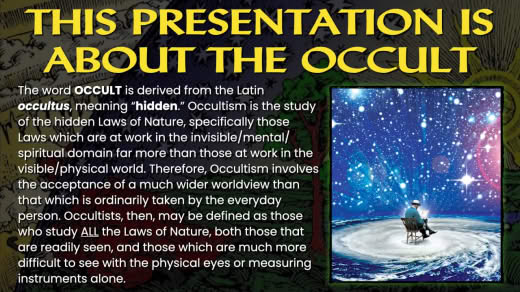 THIS PRESENTATION IS
ABOUT THE OCCULT
The word OCCULT is derived from the Latin
occultus, meaning “hidden.” Occultism is the study
of the hidden Laws of Nature, specifically those
Laws which are at work in the invisible/mental/
spiritual domain far more than those at work in the
visible/physical world. Therefore, Occultism involves
the acceptance of a much wider worldview than
that which is ordinarily taken by the everyday
person. Occultists, then, may be defined as those
who study ALL the Laws of Nature, both those that
are readily seen, and those which are much more
difficult to see with the physical eyes or measuring
instruments alone.